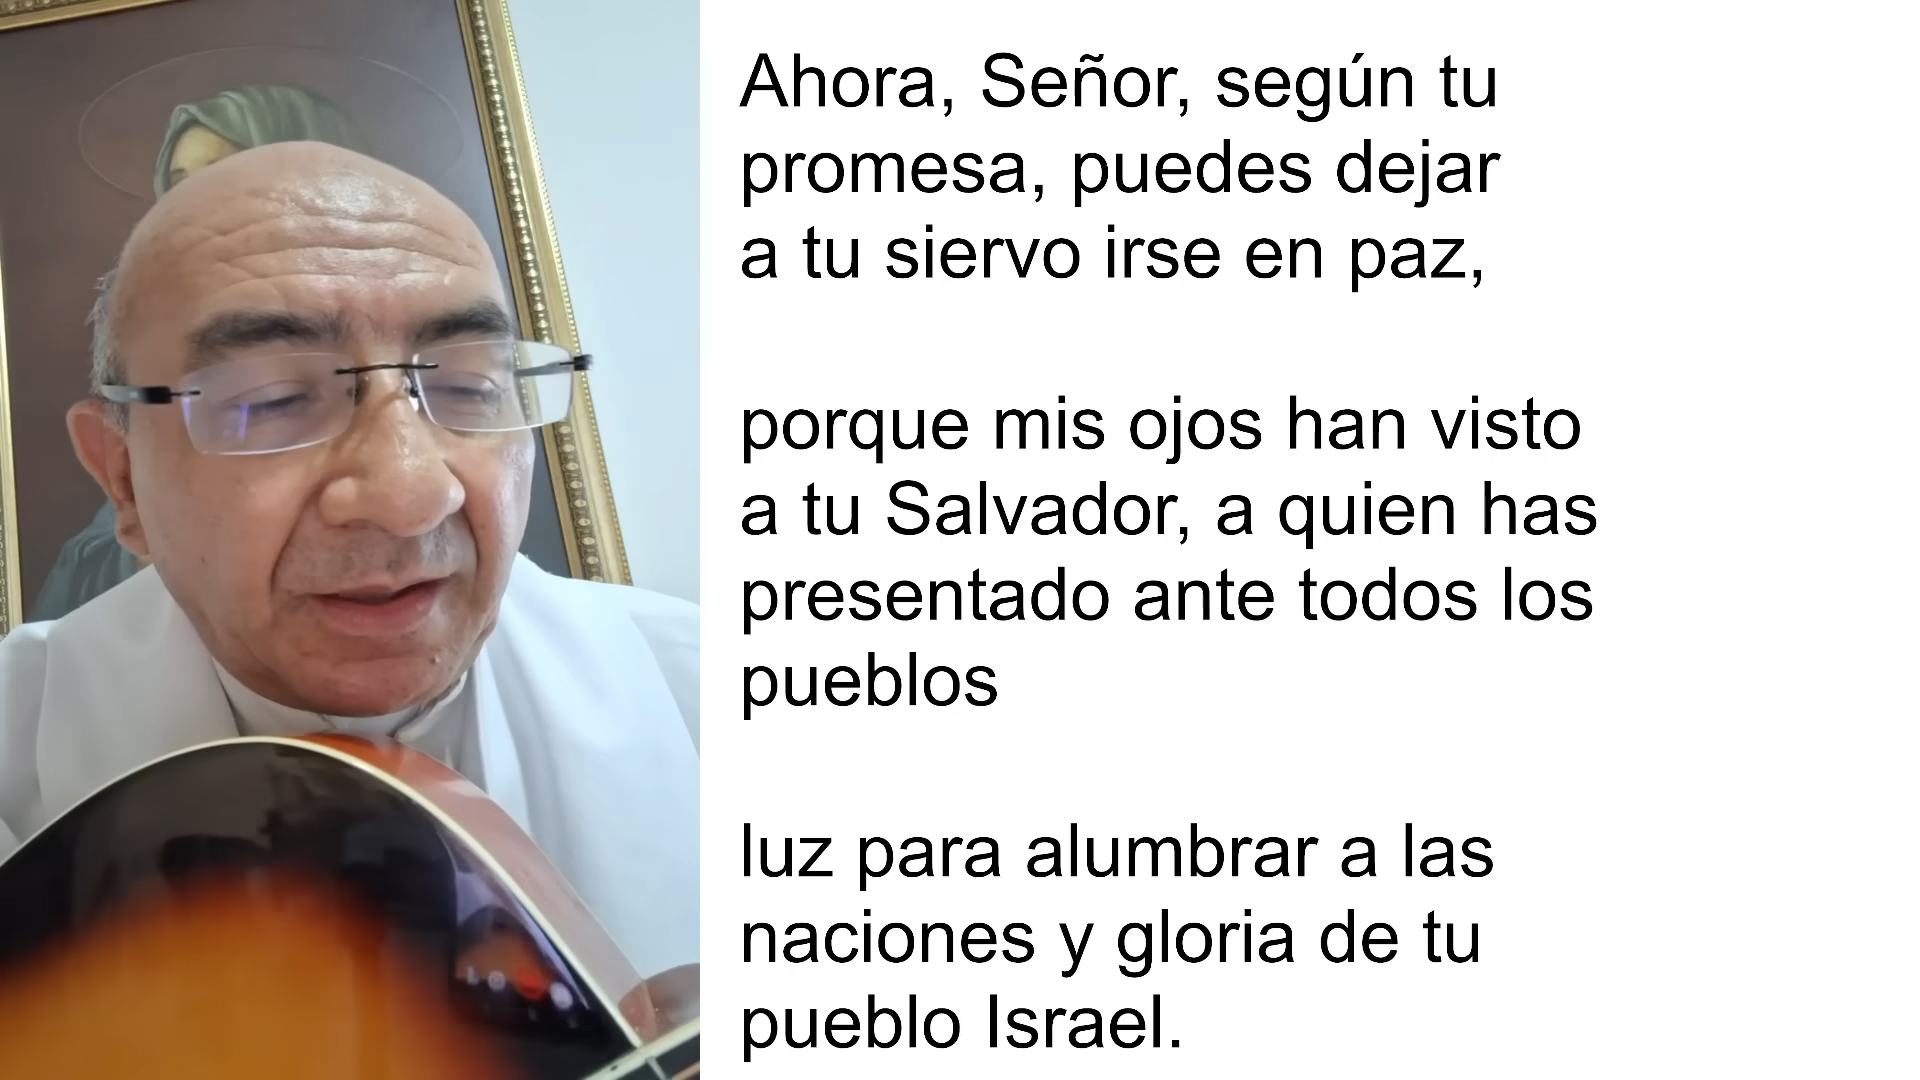 Ahora, Señor, según tu
promesa, puedes dejar
a tu siervo irse en paz,
porque mis ojos han visto
a tu Salvador, a quien has
presentado ante todos los
pueblos
luz para alumbrar a las
naciones y gloria de tu
pueblo Israel.